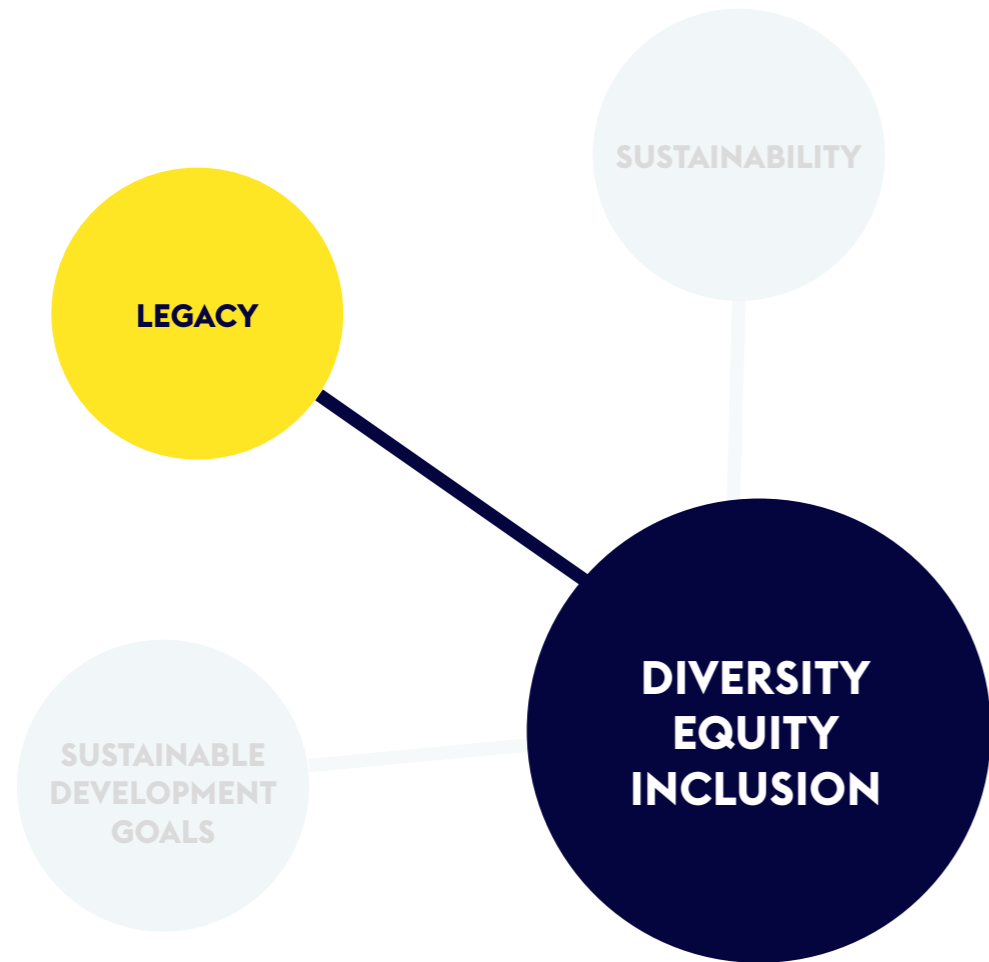 SUSTAINABILITY
LEGACY
DIVERSITY
EQUITY
INCLUSION
SUSTAINABLE
DEVELOPMENT
GOALS